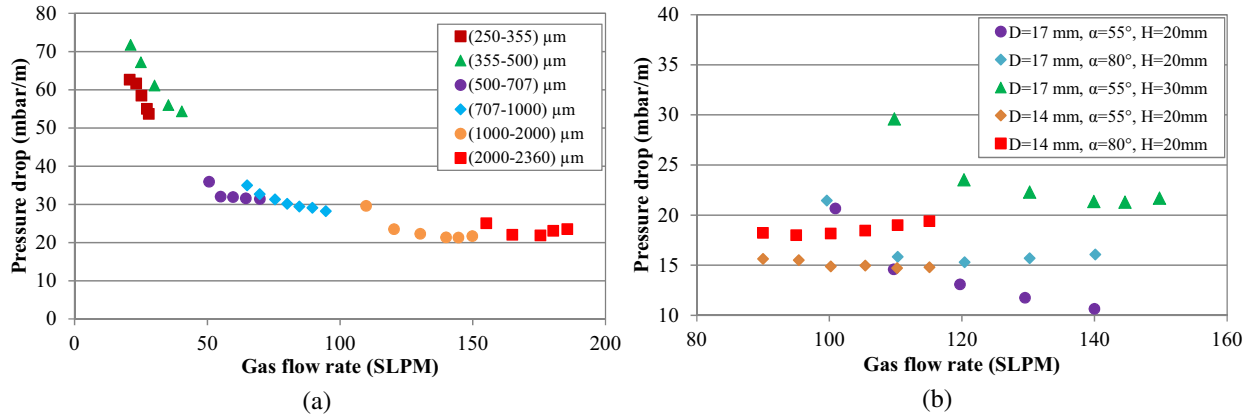 80
70
60
50
40
30
20
10
0
Pressure drop (mbar/m)
(250-355) µm
(355-500) µm
(500-707) µm
(707-1000) µm
(1000-2000) µm
(2000-2360) µm
0 50 100 150 200
Gas flow rate (SLPM)
(a)
40
35
30
25
20
15
10
Pressure drop (mbar/m)
D=17 mm, α=55°, H=20mm
D=17 mm, α=80°, H=20mm
D=17 mm, α=55°, H=30mm
D=14 mm, α=55°, H=20mm
D=14 mm, α=80°, H=20mm
80 100 120 140 160
Gas flow rate (SLPM)
(b)